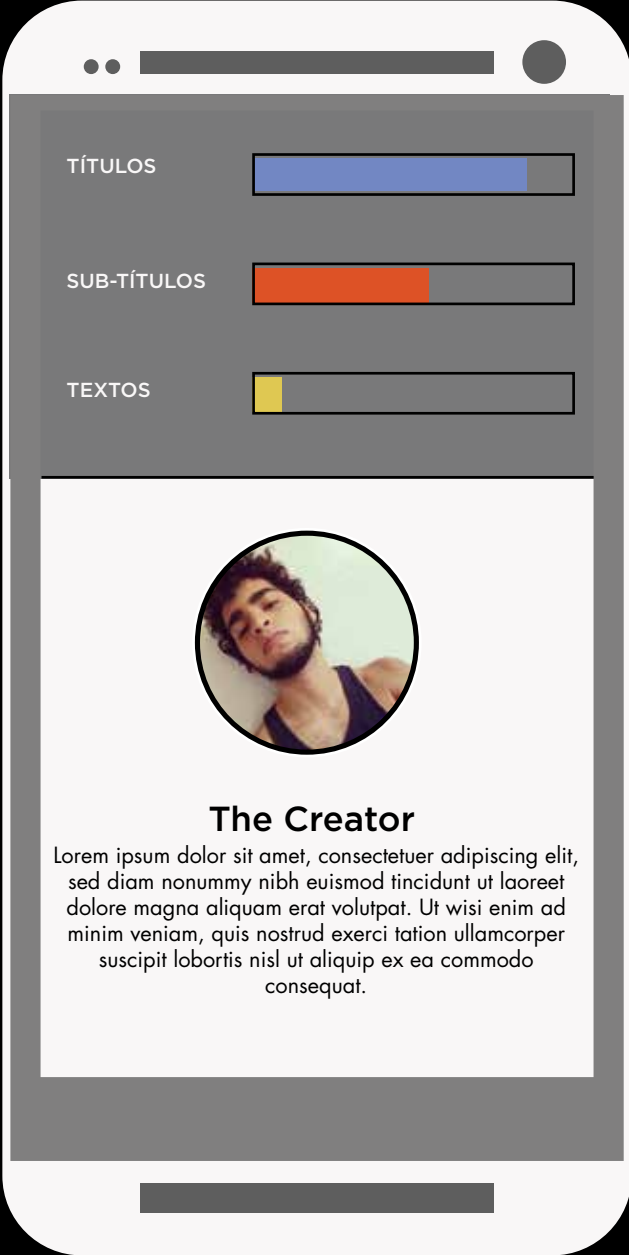 TÍTULOS
SUB-TÍTULOS
TEXTOS
The Creator
Lorem ipsum dolor sit amet, consectetuer adipiscing elit,
sed diam nonummy nibh euismod tincidunt ut laoreet
dolore magna aliquam erat volutpat. Ut wisi enim ad
minim veniam, quis nostrud exerci tation ullamcorper
suscipit lobortis nisl ut aliquip ex ea commodo
consequat.